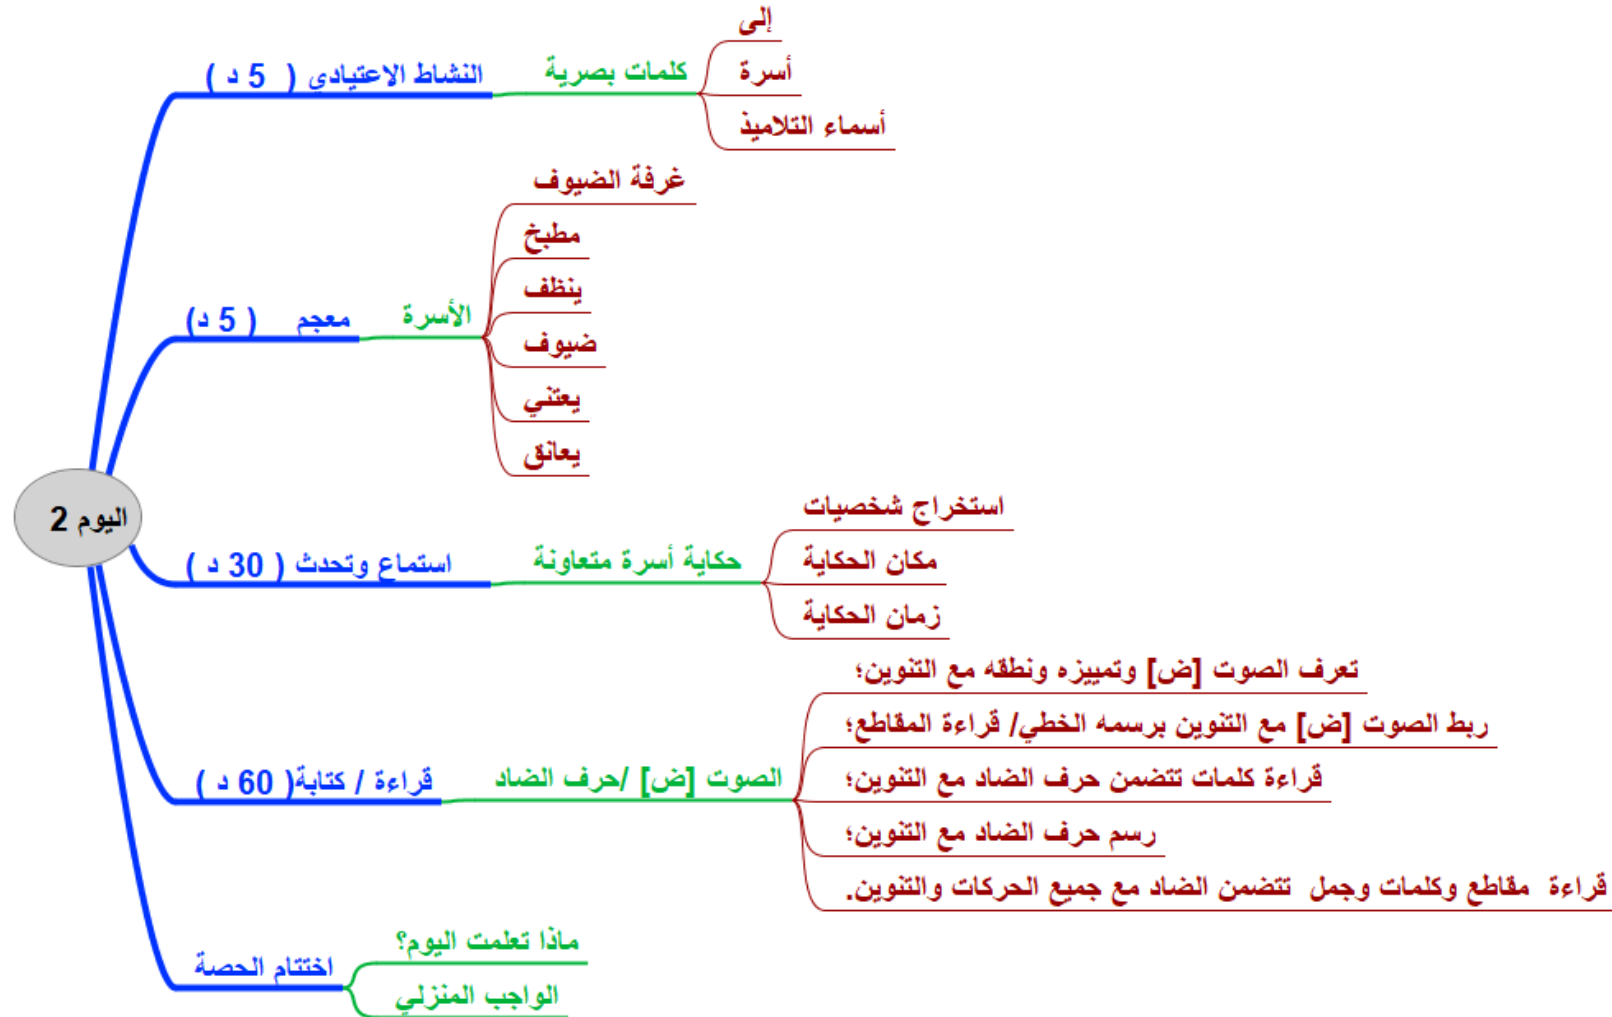 اليوم 2
النشاط الاعتيادي ( 5 د )
كلمات بصرية
إلى
أسرة
أسماء التلاميذ
معجم ( 5 د)
الأسرة
غرفة الضيوف
مطبخ
ينظف
ضيوف
يعتني
يعانق
استماع وتحدث ( 30 د )
حكاية أسرة متعاونة
استخراج شخصيات
مكان الحكاية
زمان الحكاية
قراءة / كتابة( 60 د )
الصوت [ض] /حرف الضاد
تعرف الصوت [ض] وتمييزه ونطقه مع التنوين؛
ربط الصوت [ض] مع التنوين برسمه الخطي/ قراءة المقاطع؛
قراءة كلمات تتضمن حرف الضاد مع التنوين؛
رسم حرف الضاد مع التنوين؛
قراءة مقاطع وكلمات وجمل تتضمن الضاد مع جميع الحركات والتنوين.
اختتام الحصة
ماذا تعلمت اليوم؟
الواجب المنزلي